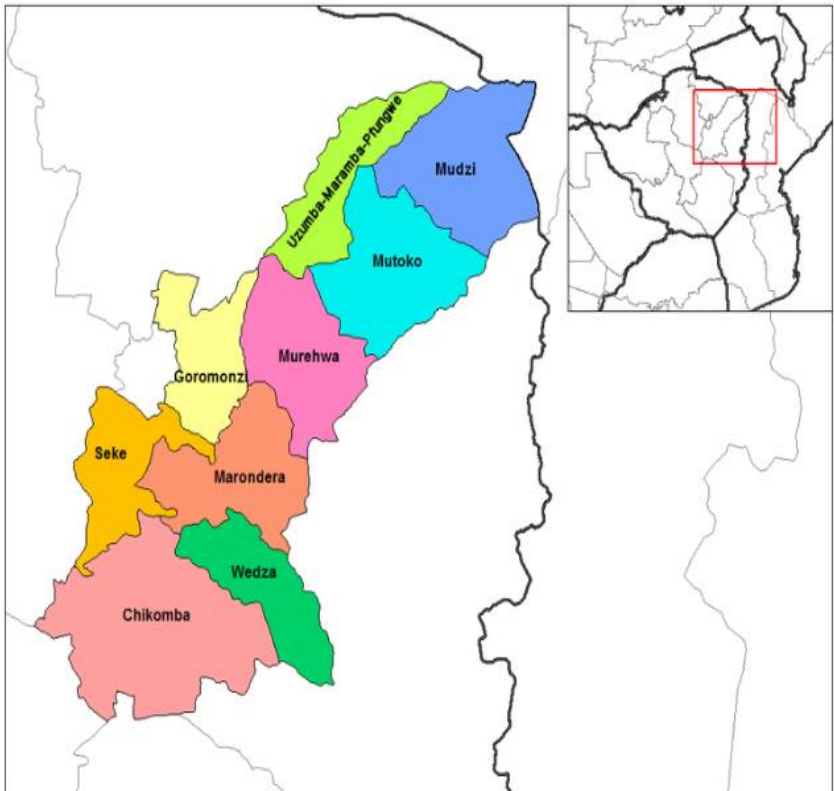 Uzumba-Maramba-Pfungwe
Mudzi
Mutoko
Murehwa
Goromonzi
Seke
Marondera
Wedza
Chikomba